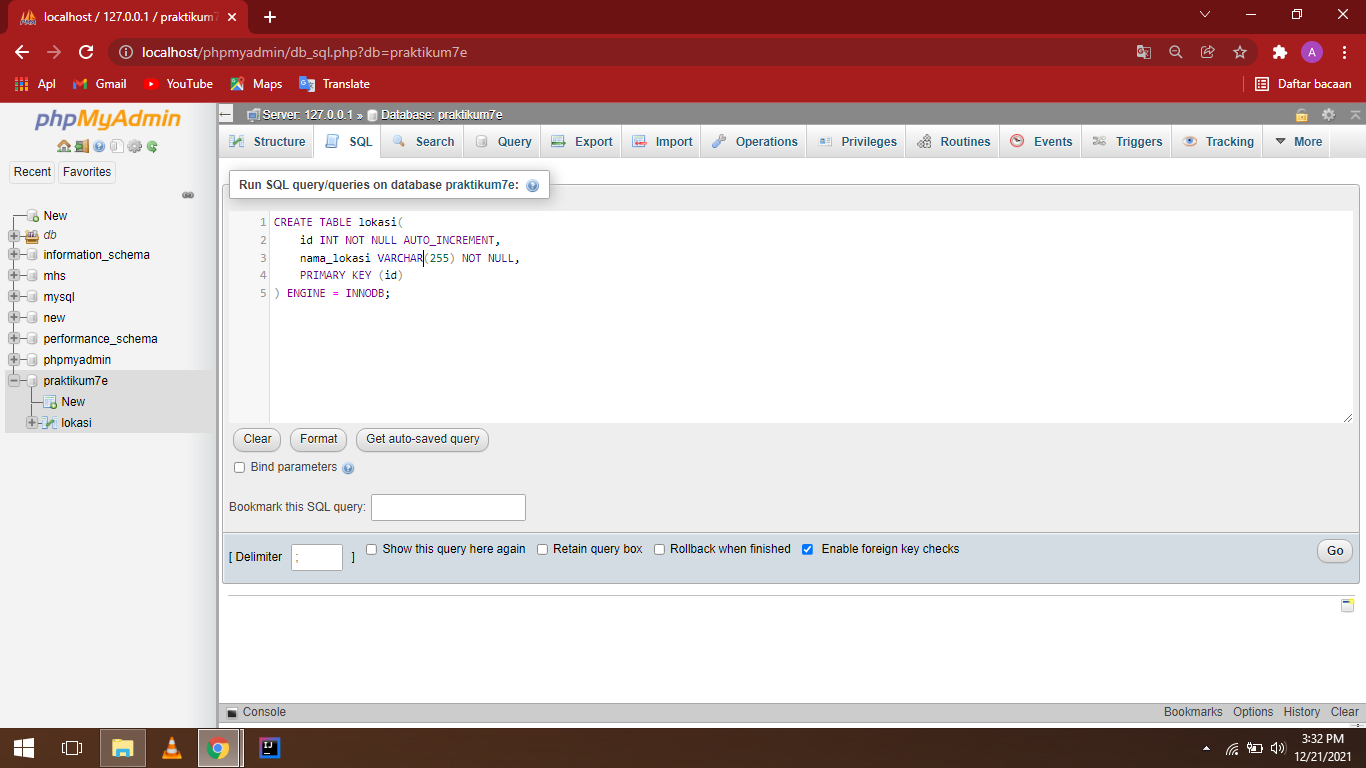 localhost / 127.0.0.1 / praktikum7
localhost/phpmyadmin/db_sql.php?db=praktikum7e
A
Apl Gmail YouTube Maps Translate Daftar bacaan
phpMyAdmin
Recent Favorites
New
db
information_schema
mhs
mysql
new
performance_schema
phpmyadmin
praktikum7e
New
lokasi
Server: 127.0.0.1 » Database: praktikum7e
Structure SQL Search Query Export Import Operations Privileges Routines Events Triggers Tracking More
Run SQL query/queries on database praktikum7e:
1 CREATE TABLE lokasi(
2 id INT NOT NULL AUTO_INCREMENT,
3 nama_lokasi VARCHAR(255) NOT NULL,
4 PRIMARY KEY (id)
5 ) ENGINE = INNODB;
Clear Format Get auto-saved query
Bind parameters
Bookmark this SQL query:
[ Delimiter ; ] Show this query here again Retain query box Rollback when finished Enable foreign key checks Go
Console Bookmarks Options History Clear
IJ
3:32 PM
12/21/2021